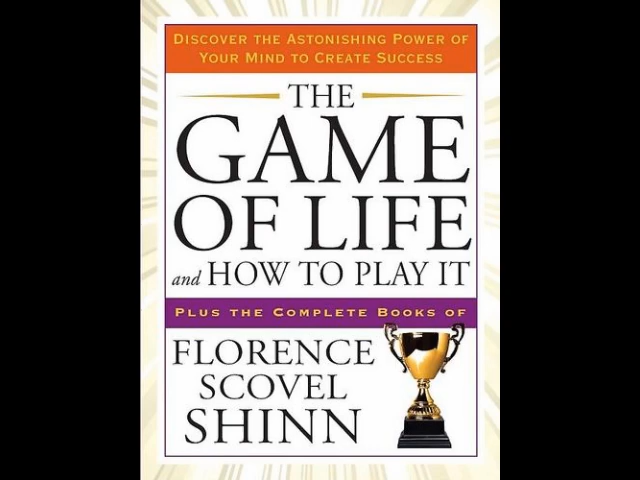 DISCOVER THE ASTONISHING POWER OF
YOUR MIND TO CREATE SUCCESS
THE
GAME
OF LIFE
and HOW TO PLAY IT
PLUS THE COMPLETE BOOKS OF
FLORENCE
SCOVEL
SHINN